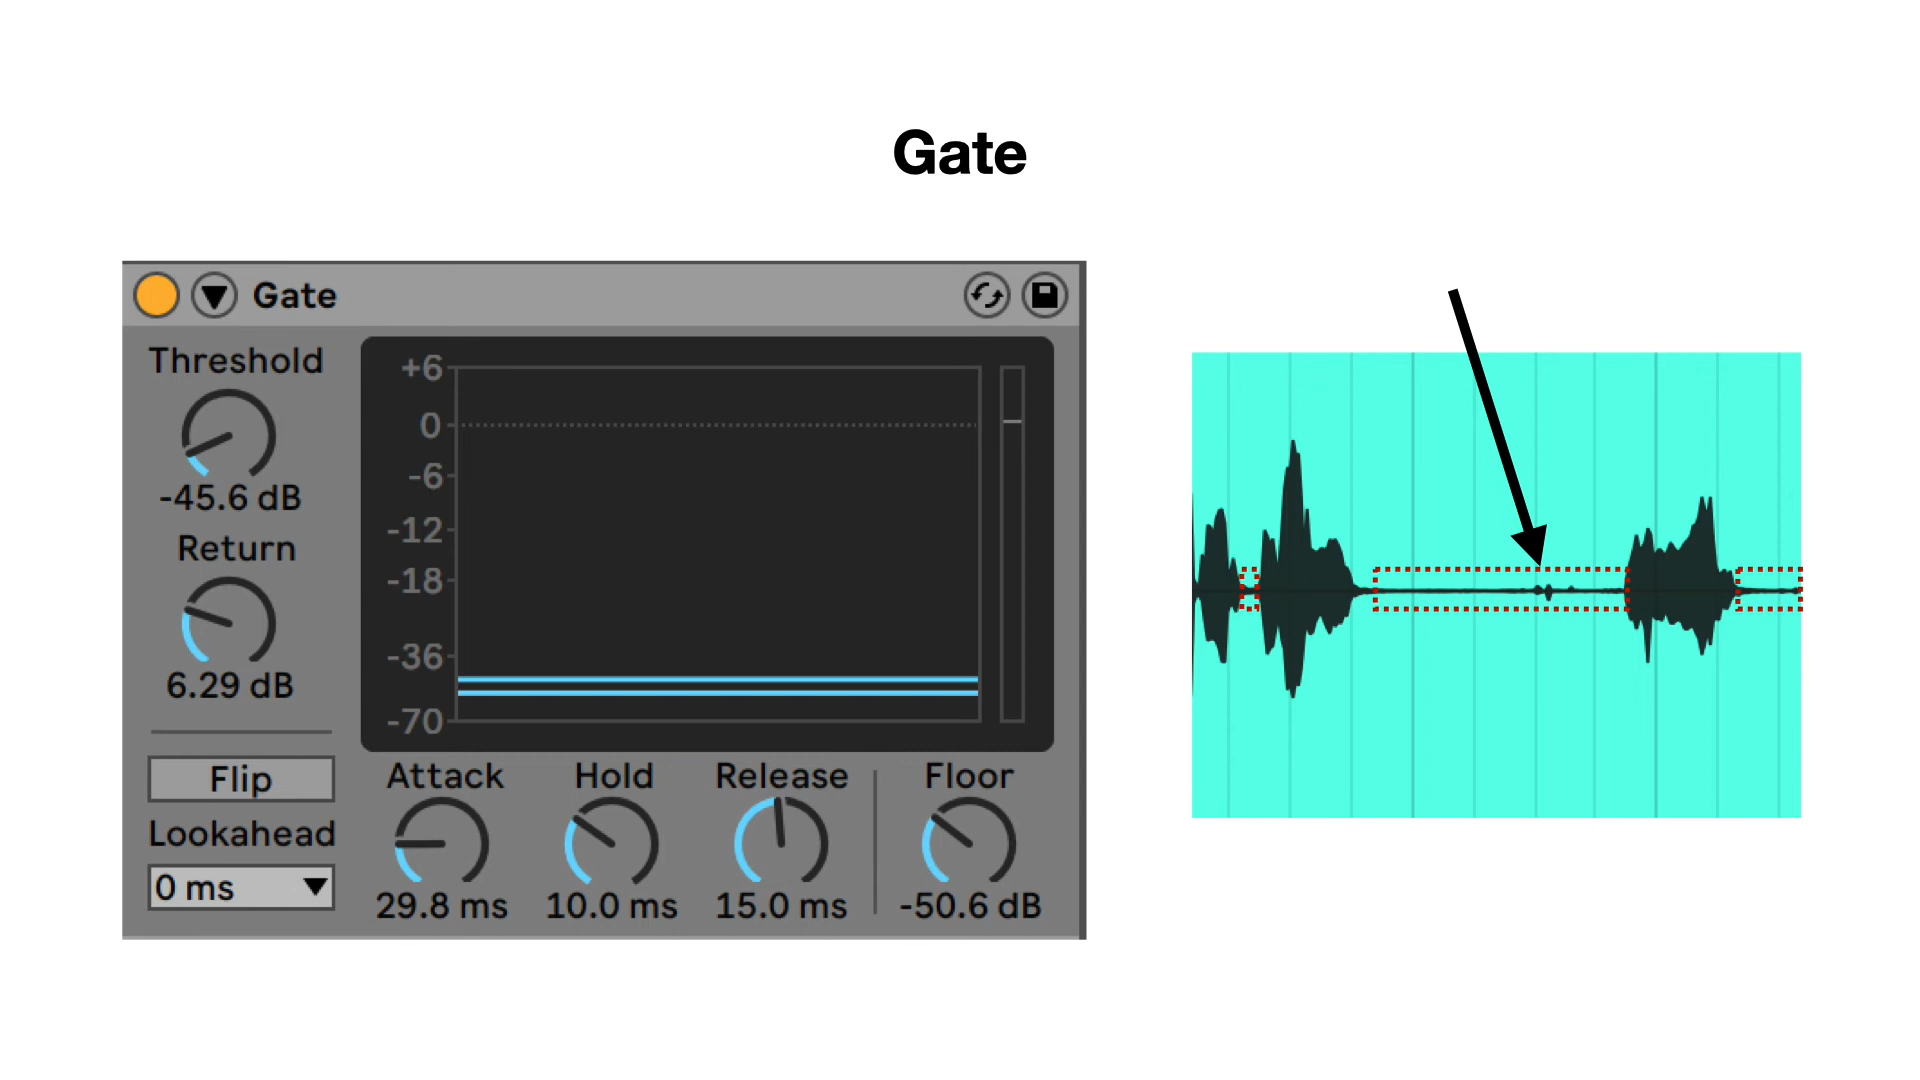 Gate
Gate
Threshold
-45.6 dB
Return
6.29 dB
Flip
Lookahead
0 ms
+6
0
-6
-12
-18
-36
-70
Attack Hold Release Floor
29.8 ms 10.0 ms 15.0 ms -50.6 dB